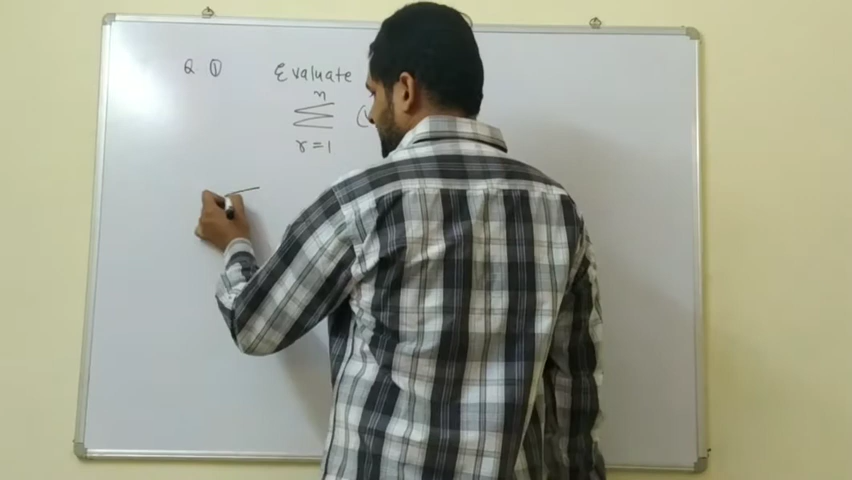 Q ① Evaluate
n
Σ (
r = 1